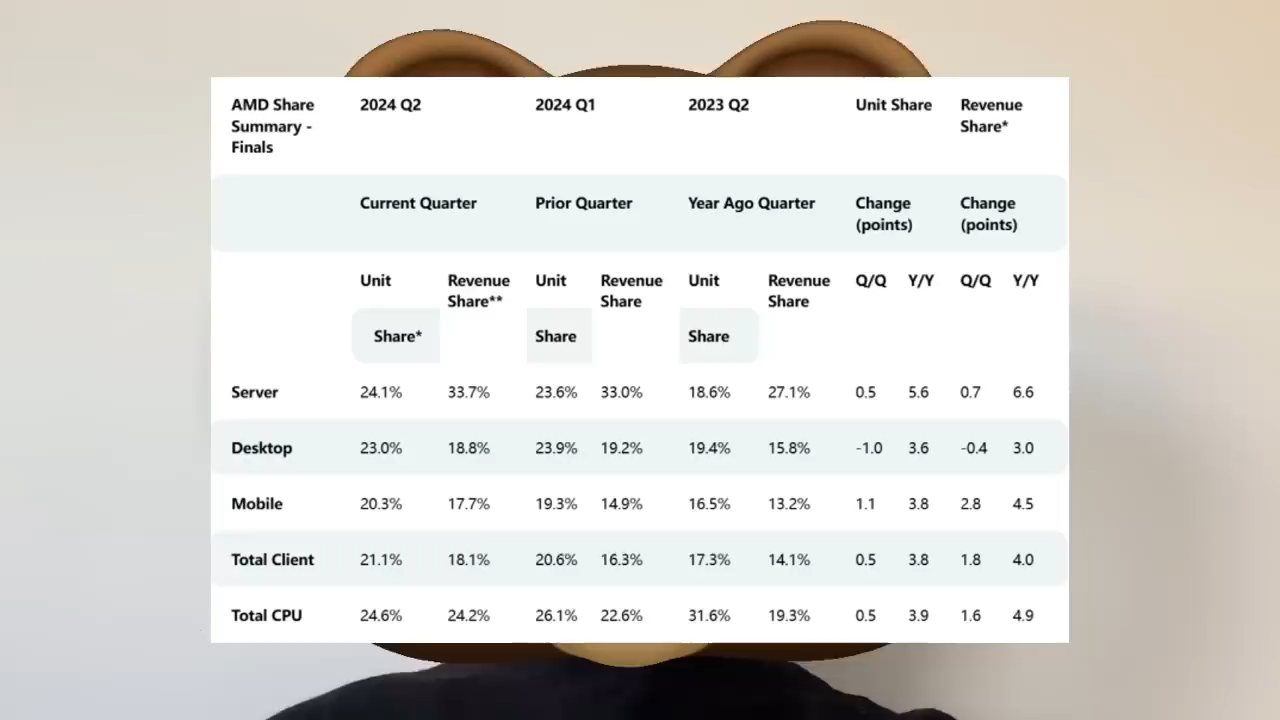 AMD Share Summary - Finals 2024 Q2 2024 Q1 2023 Q2 Unit Share Revenue Share*
Current Quarter Prior Quarter Year Ago Quarter Change (points) Change (points)
Unit Share* Revenue Share** Unit Share Revenue Share Unit Share Revenue Share Q/Q Y/Y Q/Q Y/Y
Server 24.1% 33.7% 23.6% 33.0% 18.6% 27.1% 0.5 5.6 0.7 6.6
Desktop 23.0% 18.8% 23.9% 19.2% 19.4% 15.8% -1.0 3.6 -0.4 3.0
Mobile 20.3% 17.7% 19.3% 14.9% 16.5% 13.2% 1.1 3.8 2.8 4.5
Total Client 21.1% 18.1% 20.6% 16.3% 17.3% 14.1% 0.5 3.8 1.8 4.0
Total CPU 24.6% 24.2% 26.1% 22.6% 31.6% 19.3% 0.5 3.9 1.6 4.9